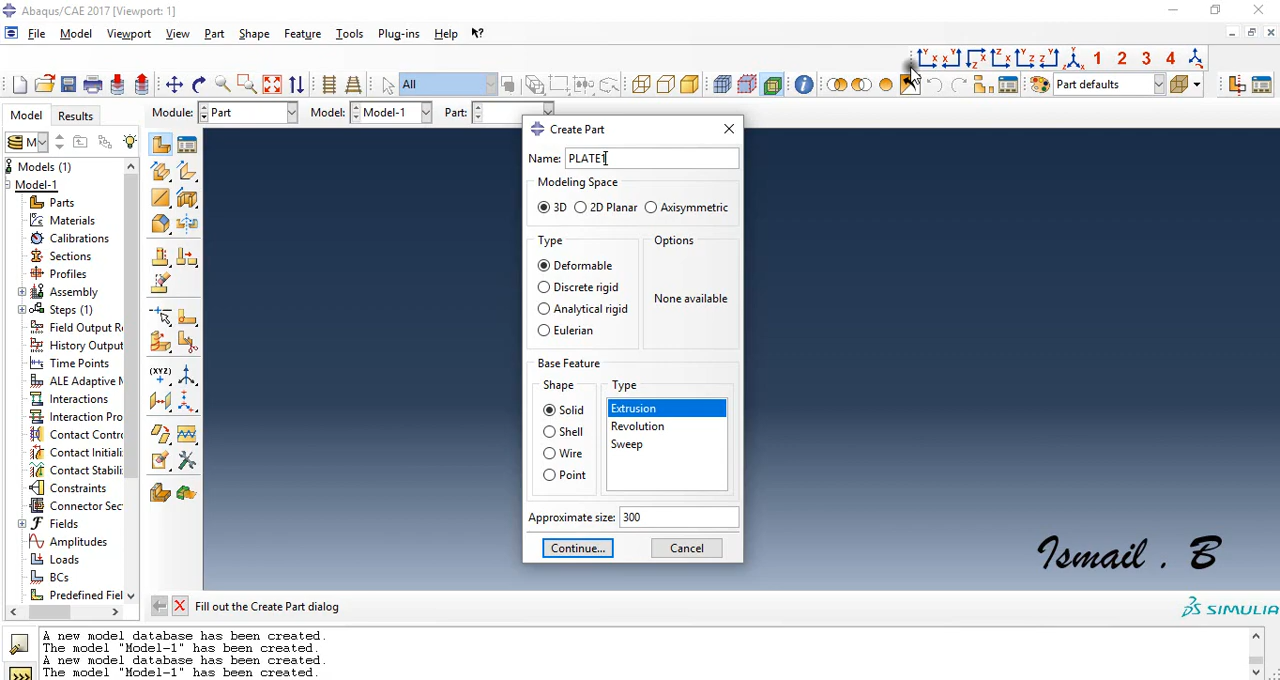 Abaqus/CAE 2017 [Viewport: 1]
File Model Viewport View Part Shape Feature Tools Plug-ins Help
All
1 2 3 4
Part defaults
Model Results
Module: Part Model: Model-1 Part:
Models (1)
Model-1
Parts
Materials
Calibrations
Sections
Profiles
Assembly
Steps (1)
Field Output R
History Output
Time Points
ALE Adaptive M
Interactions
Interaction Pro
Contact Contr
Contact Initiali
Contact Stabili
Constraints
Connector Sec
Fields
Amplitudes
Loads
BCs
Predefined Fiel
Create Part
Name: PLATE1
Modeling Space
3D 2D Planar Axisymmetric
Type
Deformable
Discrete rigid
Analytical rigid
Eulerian
Options
None available
Base Feature
Shape
Solid
Shell
Wire
Point
Type
Extrusion
Revolution
Sweep
Approximate size: 300
Continue... Cancel
Ismail . B
Fill out the Create Part dialog
SIMULIA
A new model database has been created.
The model "Model-1" has been created.
A new model database has been created.
The model "Model-1" has been created.